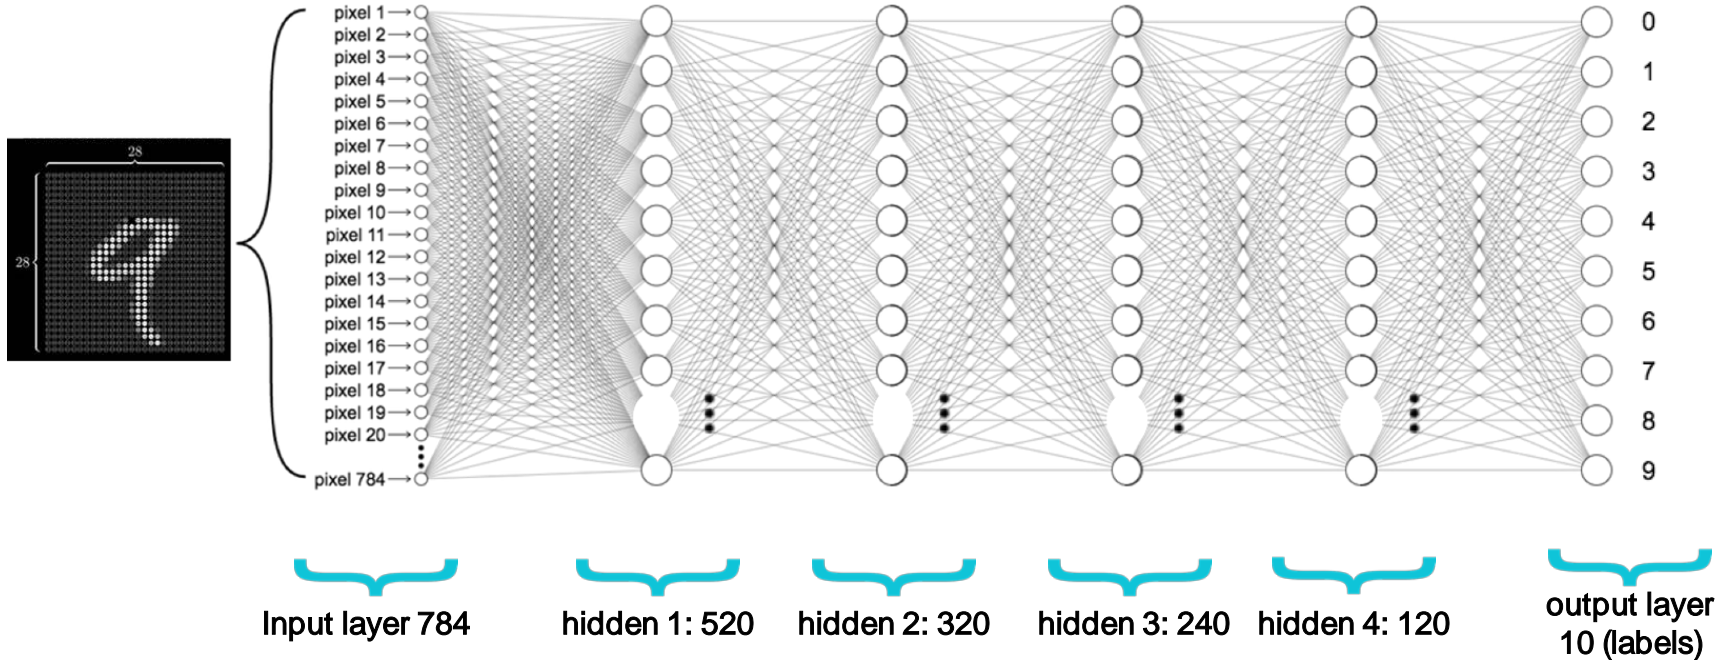 28
28
pixel 1
pixel 2
pixel 3
pixel 4
pixel 5
pixel 6
pixel 7
pixel 8
pixel 9
pixel 10
pixel 11
pixel 12
pixel 13
pixel 14
pixel 15
pixel 16
pixel 17
pixel 18
pixel 19
pixel 20
pixel 784
0
1
2
3
4
5
6
7
8
9
Input layer 784
hidden 1: 520
hidden 2: 320
hidden 3: 240
hidden 4: 120
output layer
10 (labels)